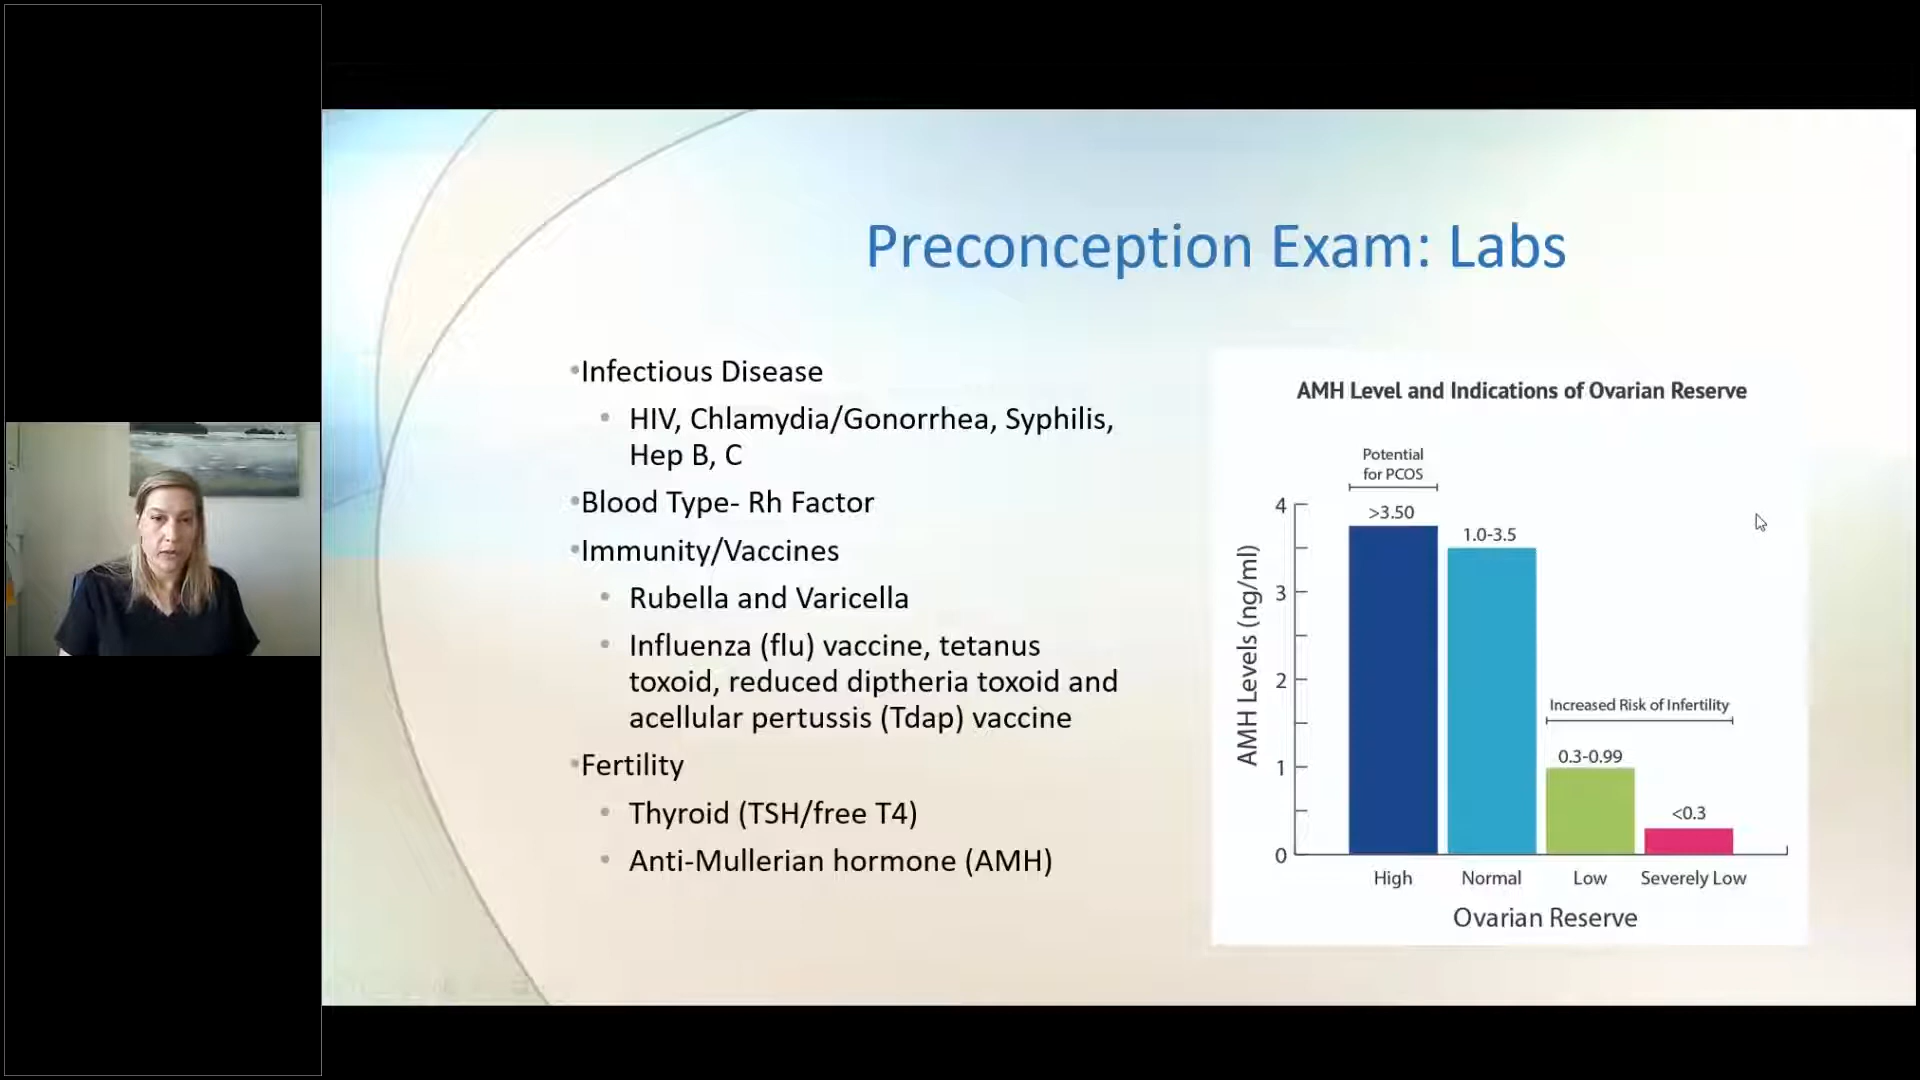 Preconception Exam: Labs
•Infectious Disease
• HIV, Chlamydia/Gonorrhea, Syphilis,
Hep B, C
•Blood Type- Rh Factor
•Immunity/Vaccines
• Rubella and Varicella
• Influenza (flu) vaccine, tetanus
toxoid, reduced diptheria toxoid and
acellular pertussis (Tdap) vaccine
•Fertility
• Thyroid (TSH/free T4)
• Anti-Mullerian hormone (AMH)
AMH Level and Indications of Ovarian Reserve
Potential
for PCOS
>3.50
1.0-3.5
Increased Risk of Infertility
0.3-0.99
<0.3
AMH Levels (ng/ml)
4
3
2
1
0
High Normal Low Severely Low
Ovarian Reserve